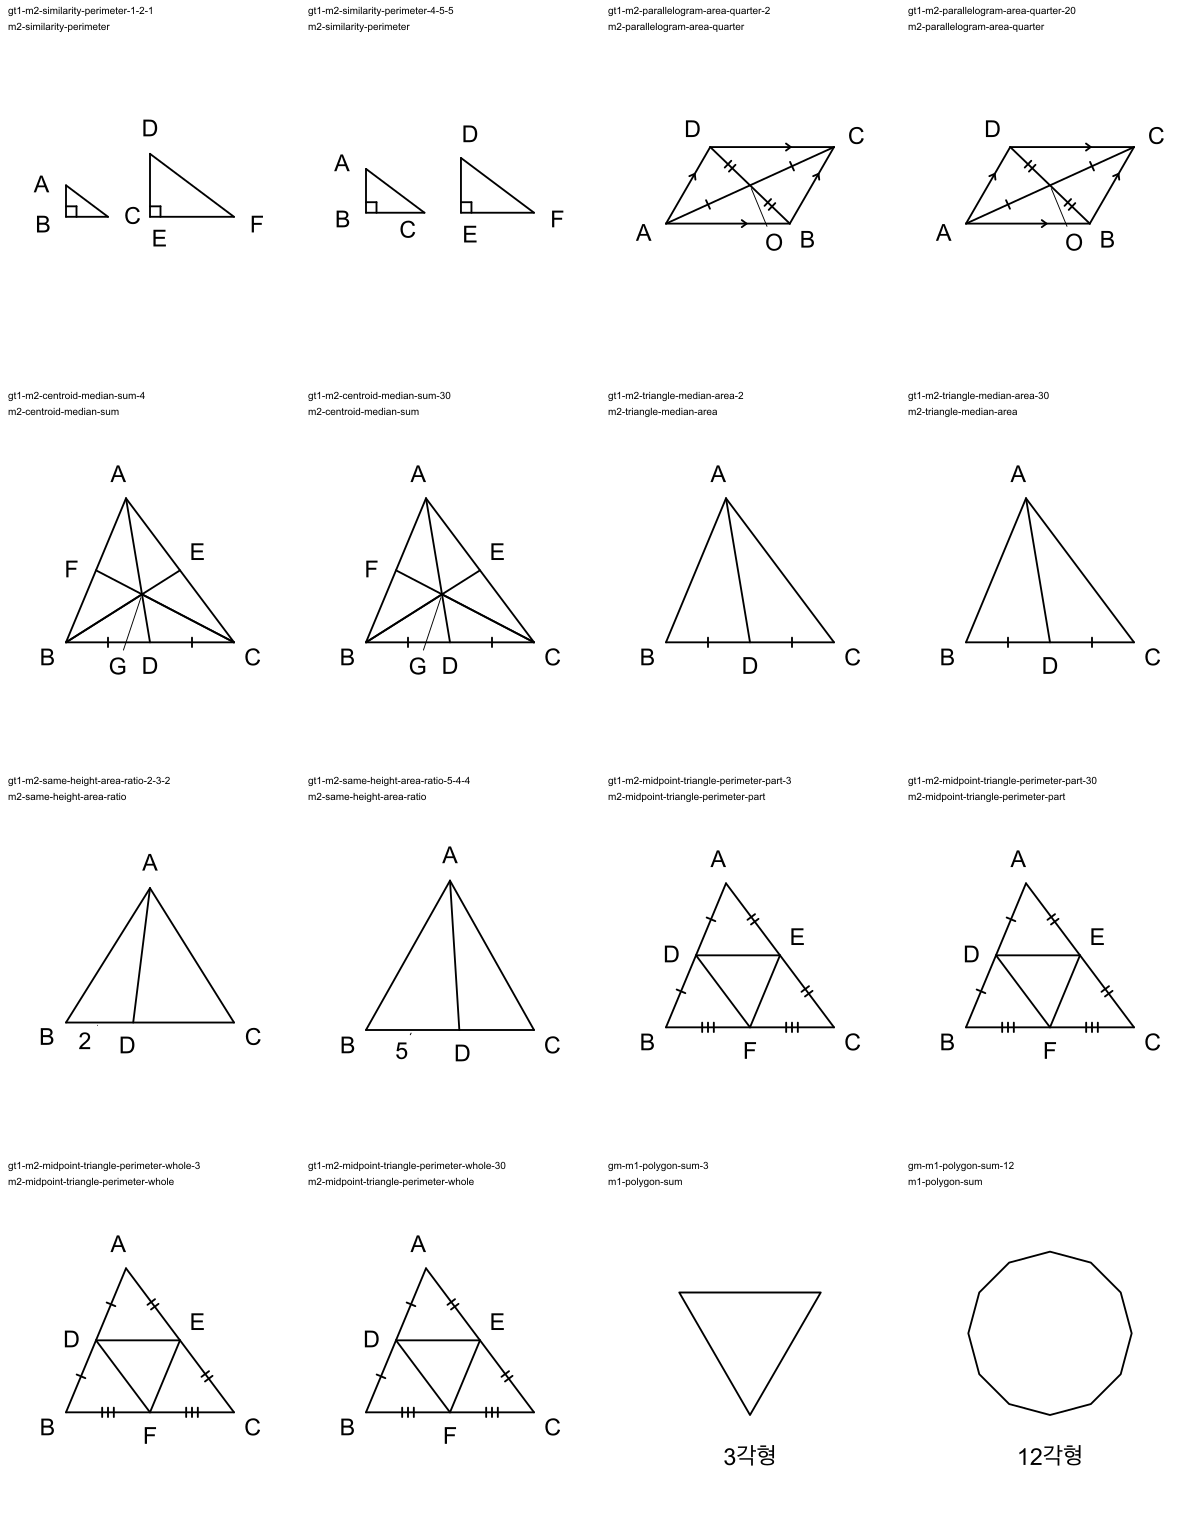 gt1-m2-similarity-perimeter-1-2-1
m2-similarity-perimeter
D
A
B
C
E
F
gt1-m2-similarity-perimeter-4-5-5
m2-similarity-perimeter
D
A
B
C
E
F
gt1-m2-parallelogram-area-quarter-2
m2-parallelogram-area-quarter
D
C
A
O
B
gt1-m2-parallelogram-area-quarter-20
m2-parallelogram-area-quarter
D
C
A
O
B
gt1-m2-centroid-median-sum-4
m2-centroid-median-sum
A
F
E
B
G
D
C
gt1-m2-centroid-median-sum-30
m2-centroid-median-sum
A
F
E
B
G
D
C
gt1-m2-triangle-median-area-2
m2-triangle-median-area
A
B
D
C
gt1-m2-triangle-median-area-30
m2-triangle-median-area
A
B
D
C
gt1-m2-same-height-area-ratio-2-3-2
m2-same-height-area-ratio
A
B
2
D
C
gt1-m2-same-height-area-ratio-5-4-4
m2-same-height-area-ratio
A
B
5
D
C
gt1-m2-midpoint-triangle-perimeter-part-3
m2-midpoint-triangle-perimeter-part
A
D
E
B
F
C
gt1-m2-midpoint-triangle-perimeter-part-30
m2-midpoint-triangle-perimeter-part
A
D
E
B
F
C
gt1-m2-midpoint-triangle-perimeter-whole-3
m2-midpoint-triangle-perimeter-whole
A
D
E
B
F
C
gt1-m2-midpoint-triangle-perimeter-whole-30
m2-midpoint-triangle-perimeter-whole
A
D
E
B
F
C
gm-m1-polygon-sum-3
m1-polygon-sum
3각형
gm-m1-polygon-sum-12
m1-polygon-sum
12각형